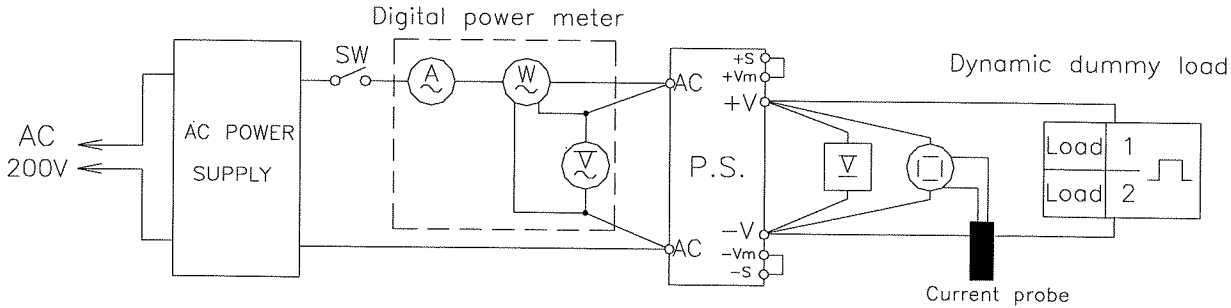 Digital power meter
SW
A
W
V
AC
200V
AC POWER
SUPPLY
AC
AC
P.S.
+S
+Vm
+V
-V
-Vm
-S
V
Dynamic dummy load
Load 1
Load 2
Current probe